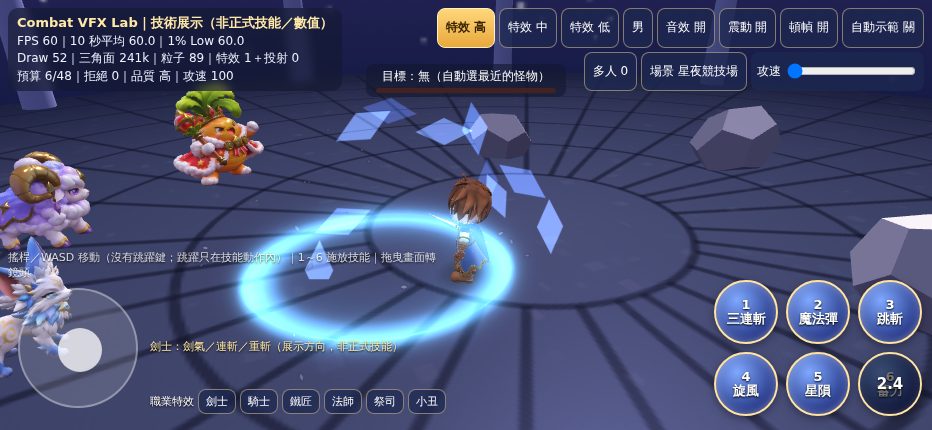 Combat VFX Lab｜技術展示（非正式技能／數值）
FPS 60｜10 秒平均 60.0｜1% Low 60.0
Draw 52｜三角面 241k｜粒子 89｜特效 1＋投射 0
預算 6/48｜拒絕 0｜品質 高｜攻速 100
特效 高
特效 中
特效 低
男
音效 開
震動 開
頓幀 開
自動示範 關
多人 0
場景 星夜競技場
攻速
目標：無（自動選最近的怪物）
搖桿／WASD 移動（沒有跳躍鍵；跳躍只在技能動作內）｜1～6 施放技能｜拖曳畫面轉
鏡頭
劍士：劍氣／連斬／重斬（展示方向，非正式技能）
職業特效
劍士
騎士
鐵匠
法師
祭司
小丑
1
三連斬
2
魔法彈
3
跳斬
4
旋風
5
星隕
6
2.4